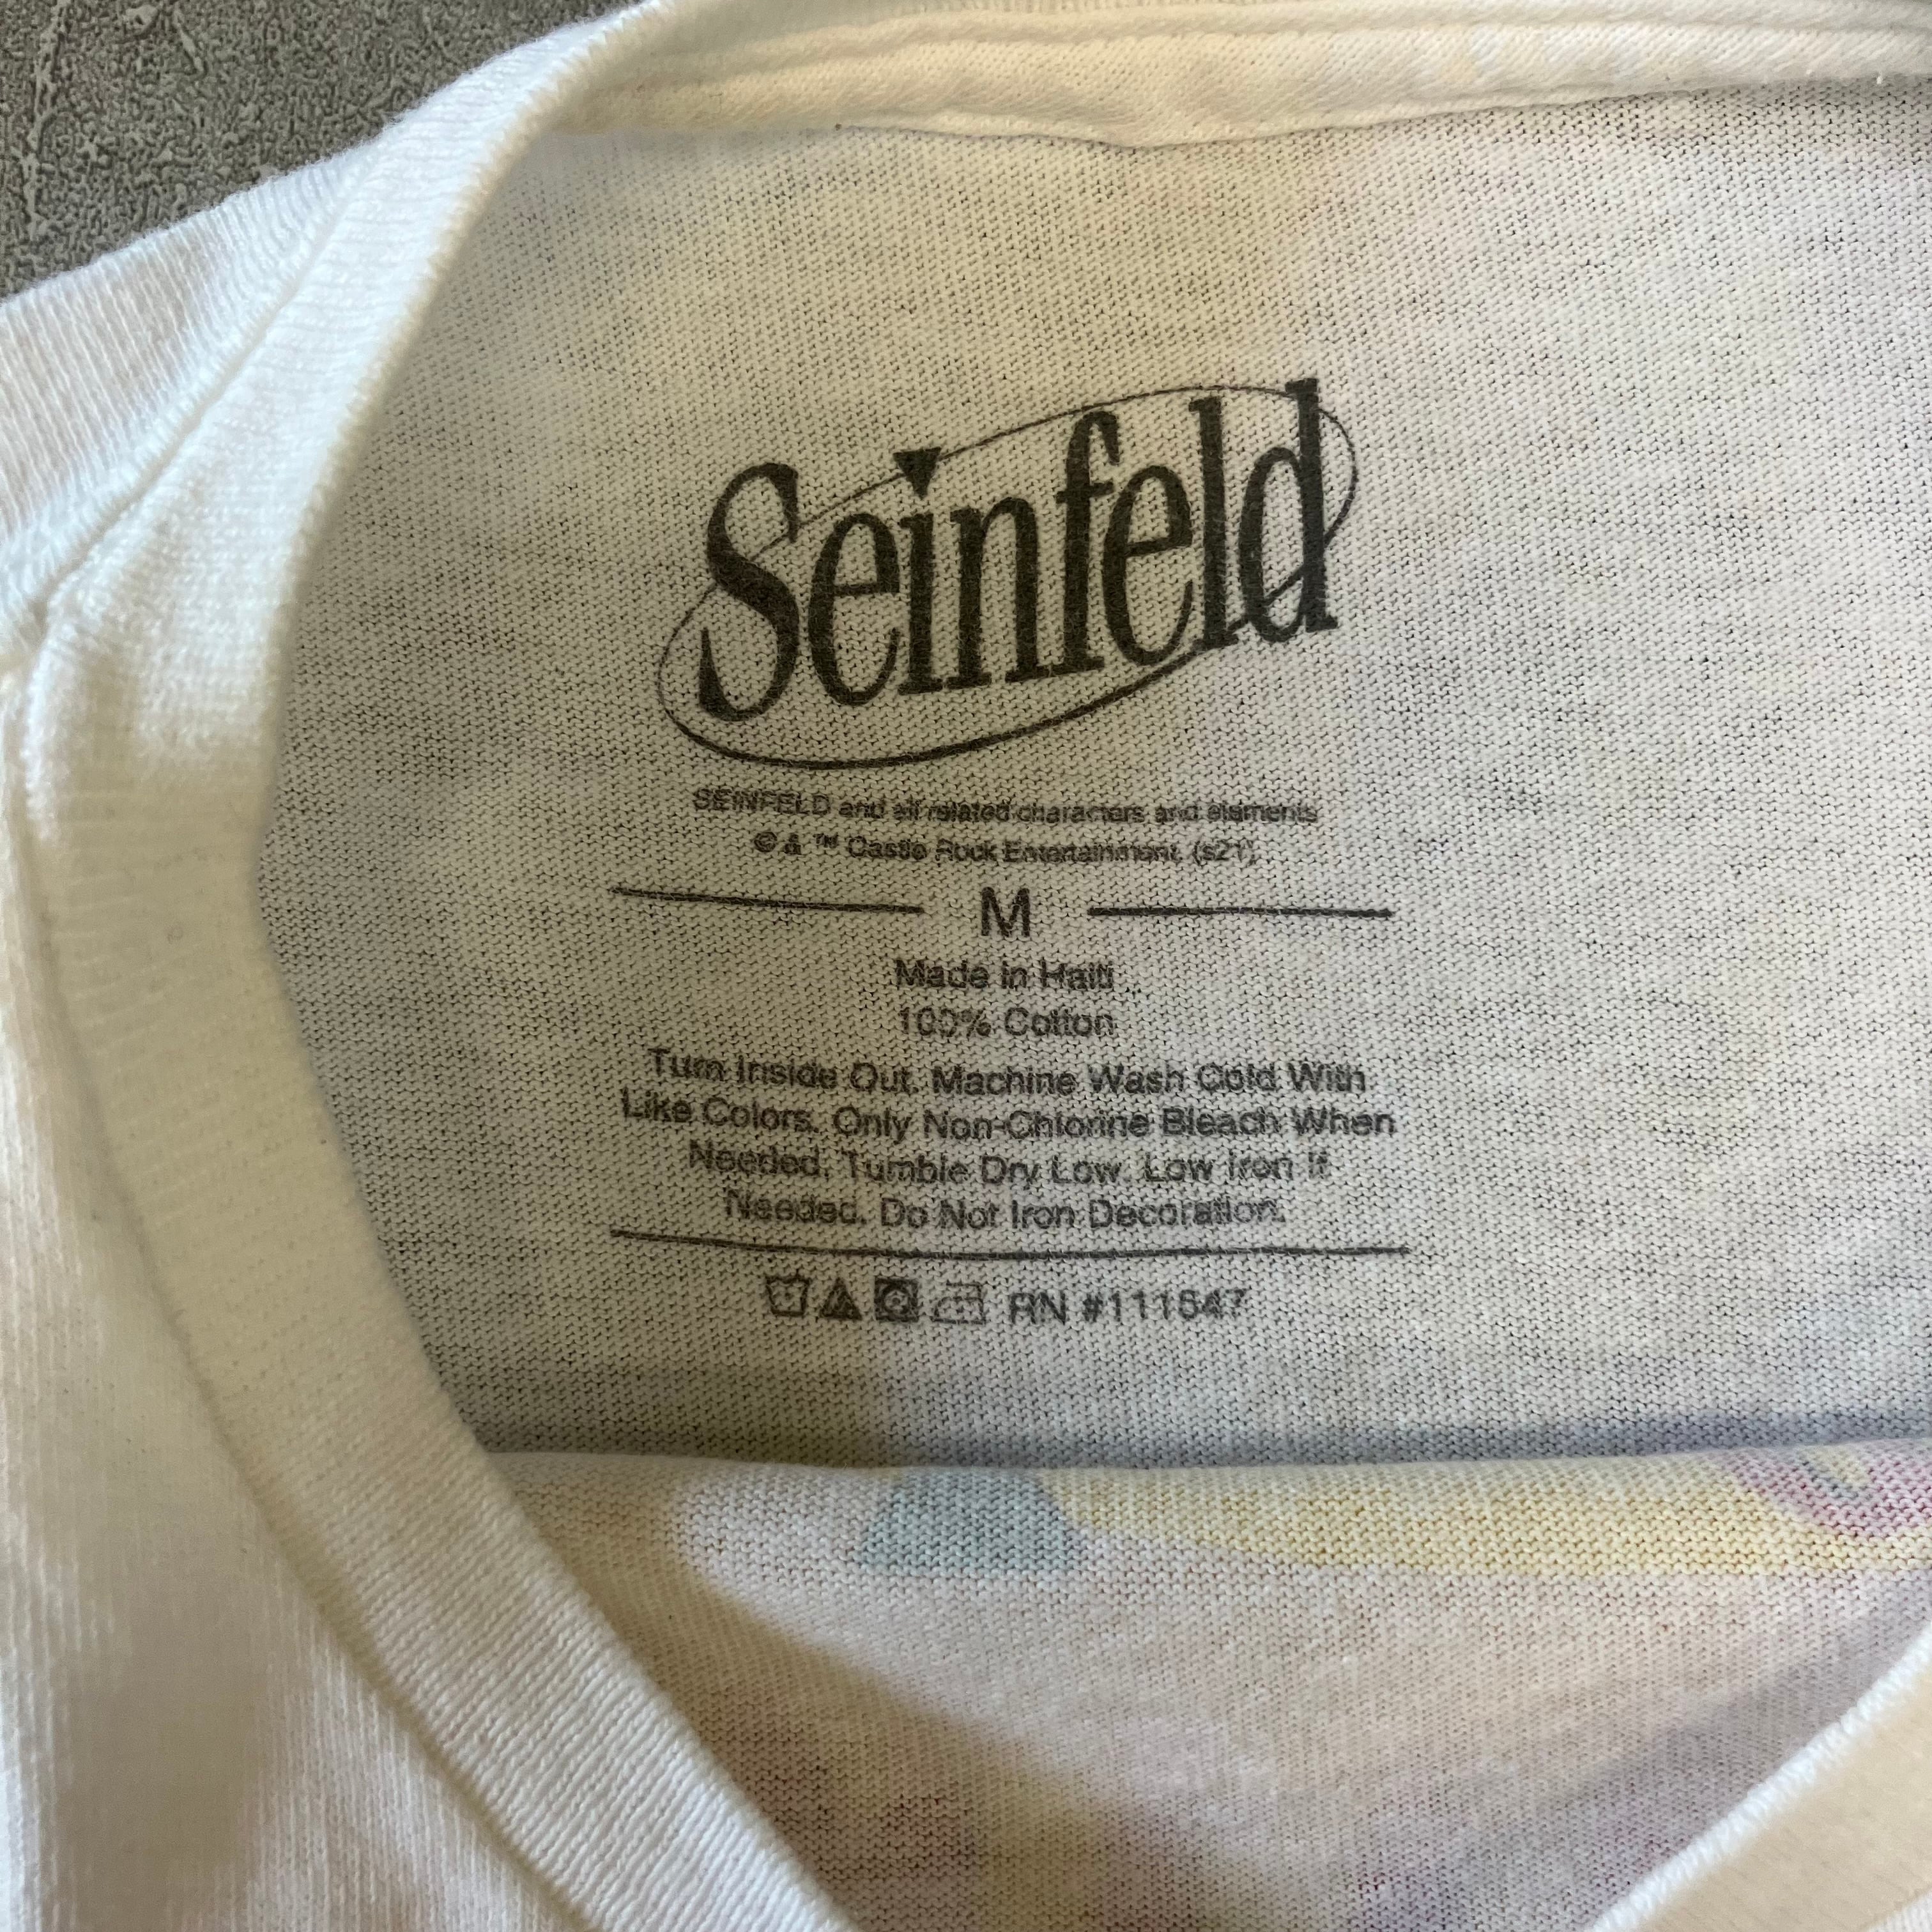 Seinfeld
SEINFELD and all related characters and elements
© & ™ Castle Rock Entertainment. (s21)
M
Made in Haiti
100% Cotton
Turn Inside Out. Machine Wash Cold With
Like Colors. Only Non-Chlorine Bleach When
Needed. Tumble Dry Low. Low Iron If
Needed. Do Not Iron Decoration.
RN #111547